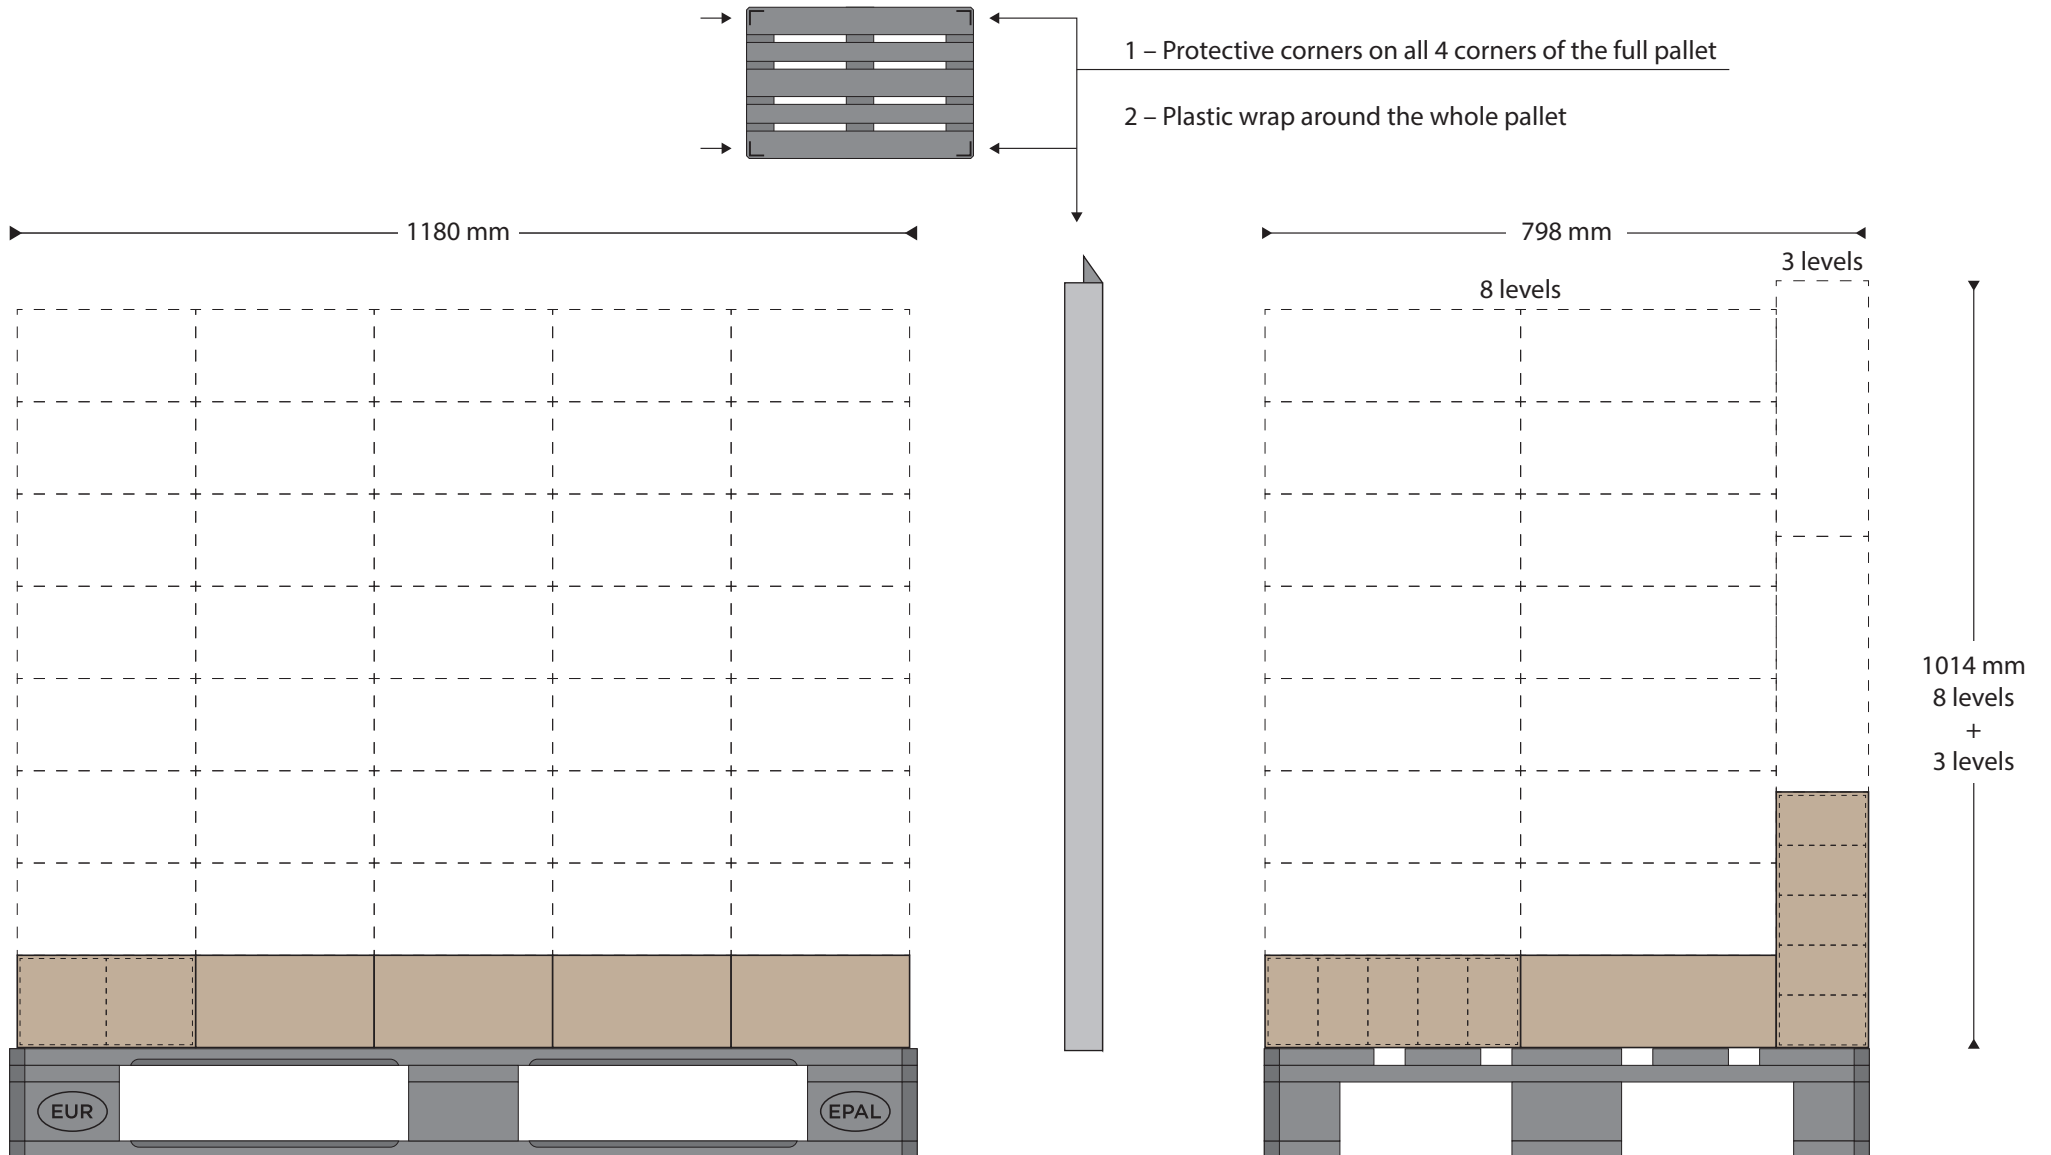 1 – Protective corners on all 4 corners of the full pallet
2 – Plastic wrap around the whole pallet
1180 mm
798 mm
3 levels
8 levels
1014 mm
8 levels
+
3 levels
EUR
EPAL